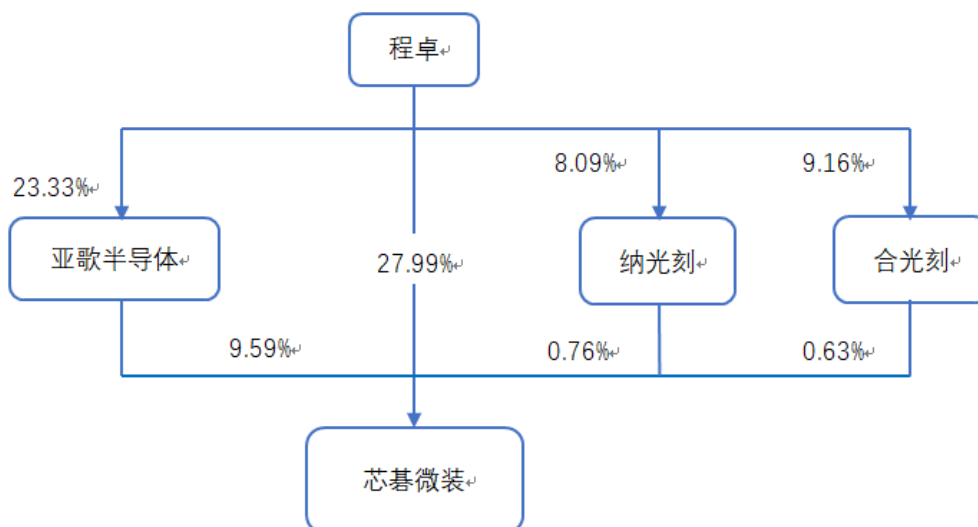 程卓
23.33%
8.09%
9.16%
亚歌半导体
27.99%
纳光刻
合光刻
9.59%
0.76%
0.63%
芯碁微装